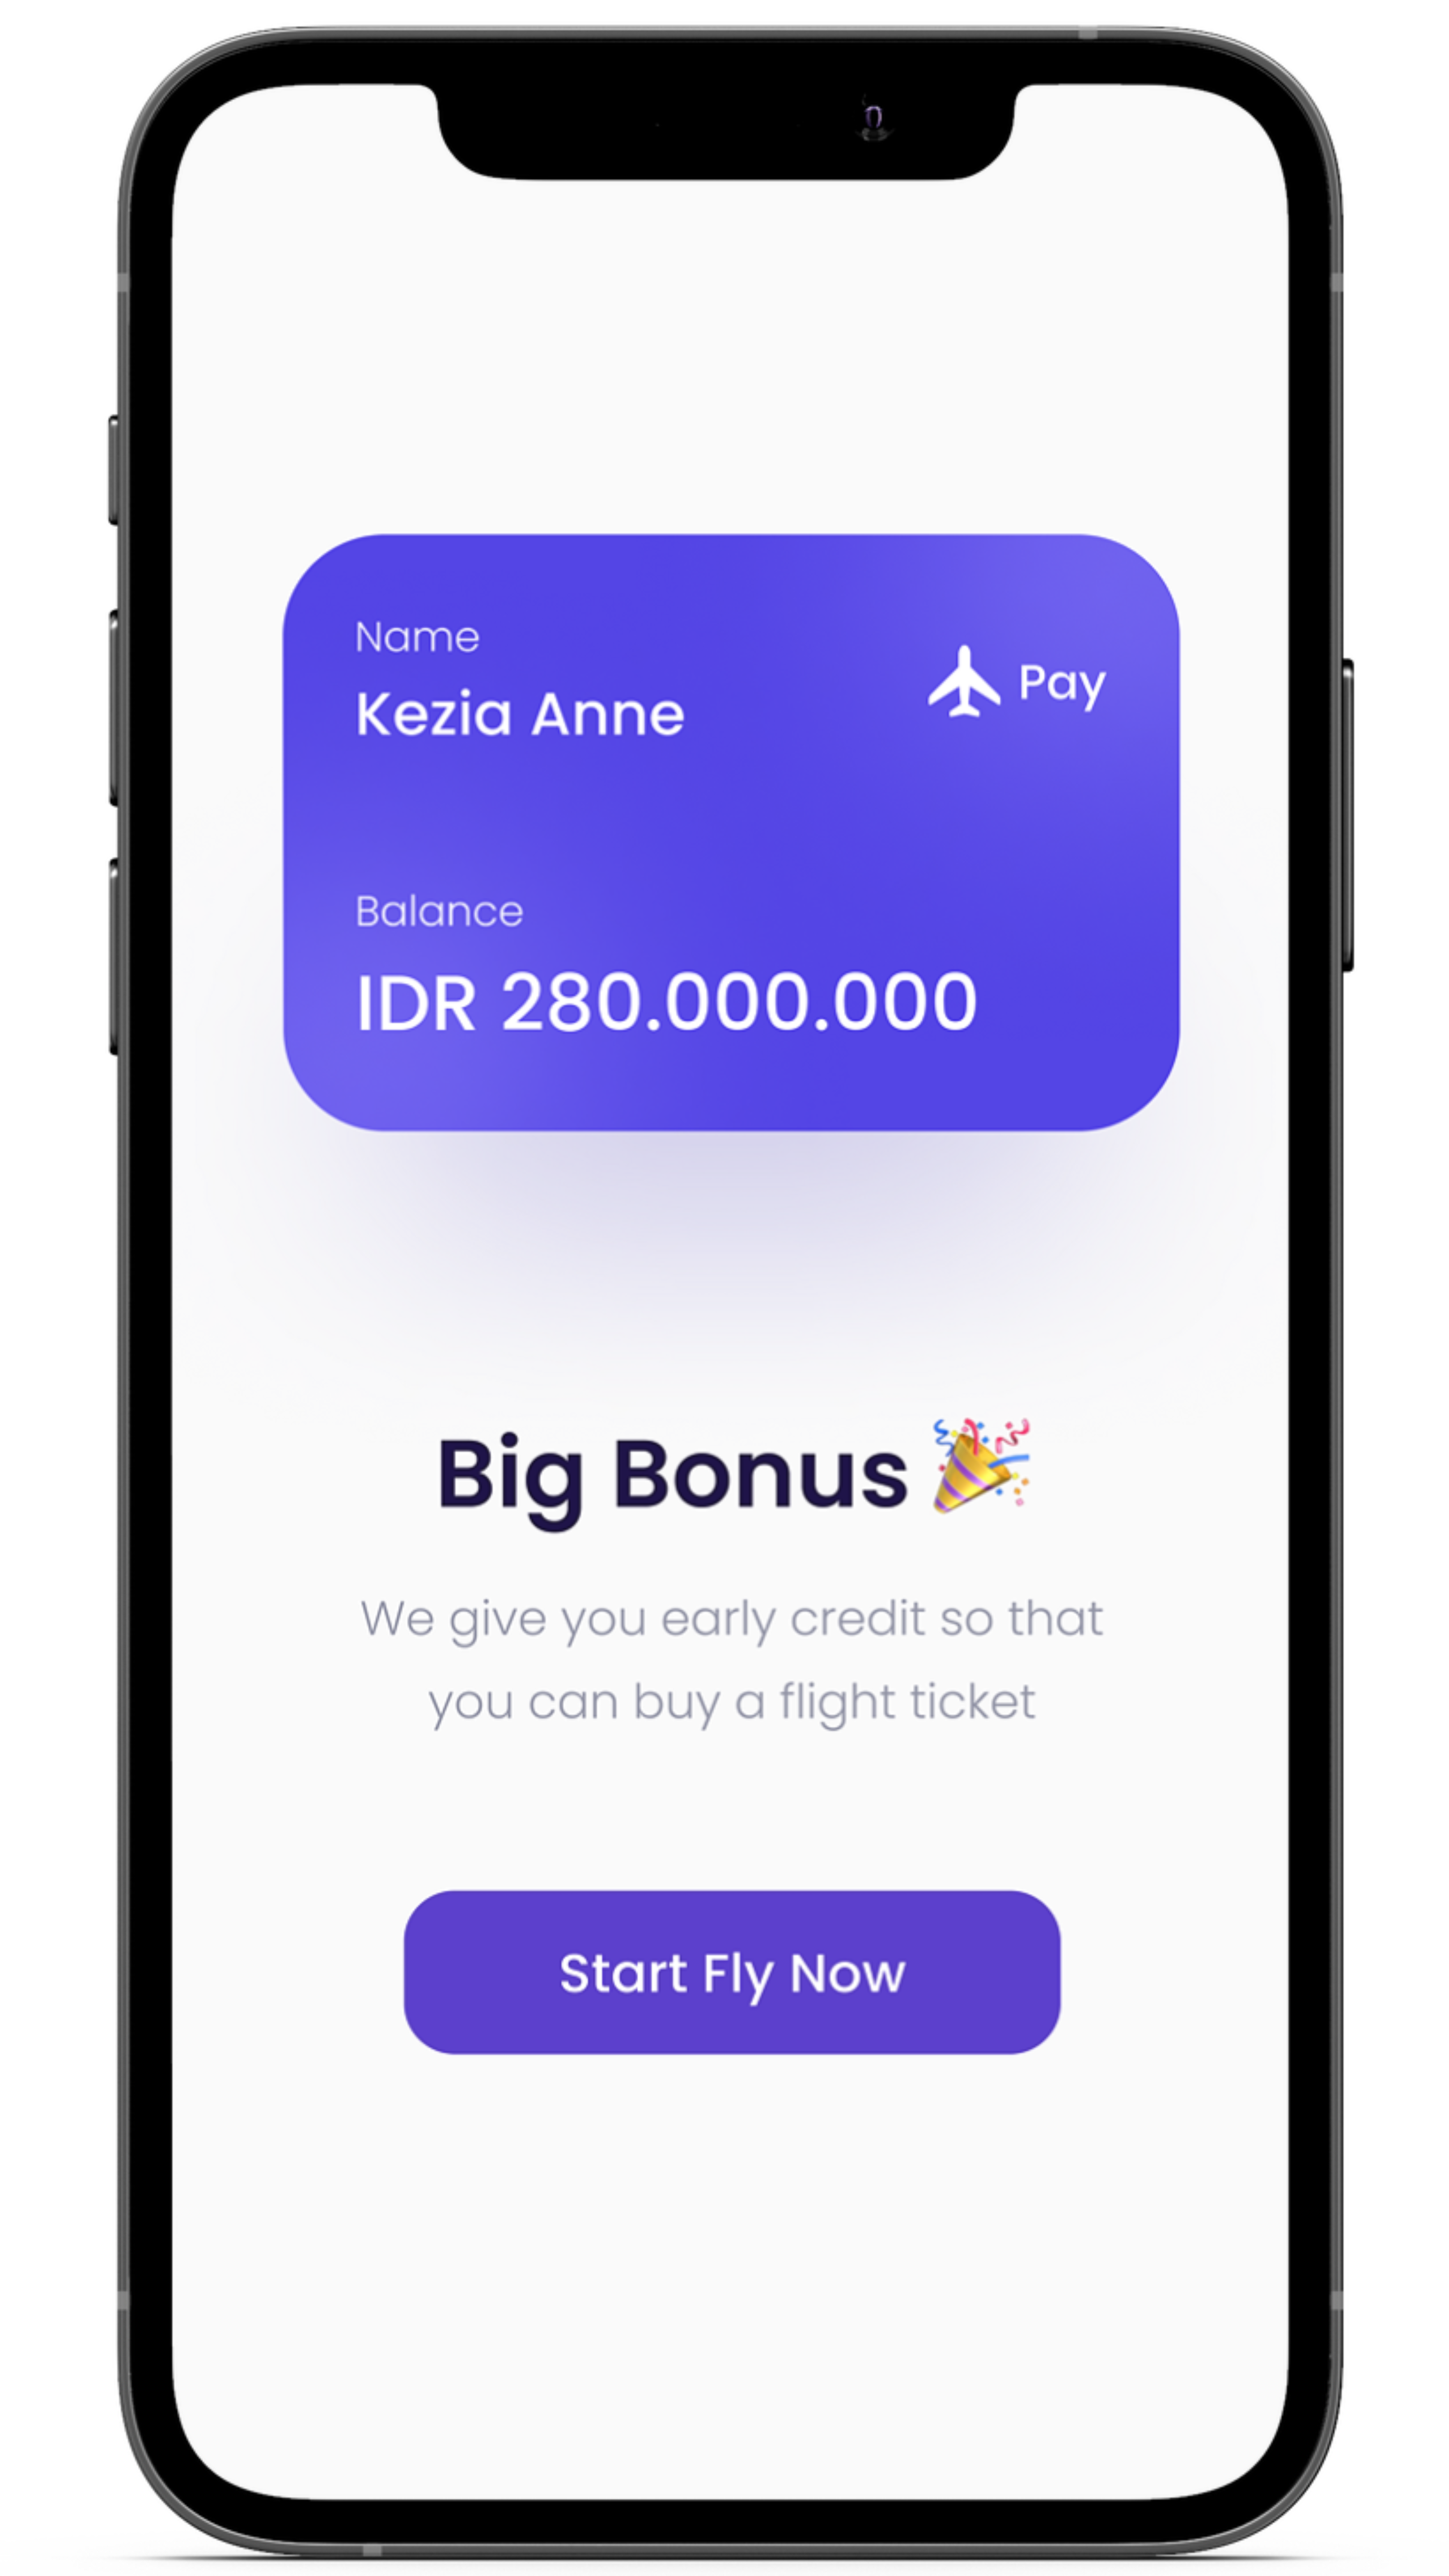 Name
Kezia Anne
Pay
Balance
IDR 280.000.000
Big Bonus 🎉
We give you early credit so that
you can buy a flight ticket
Start Fly Now